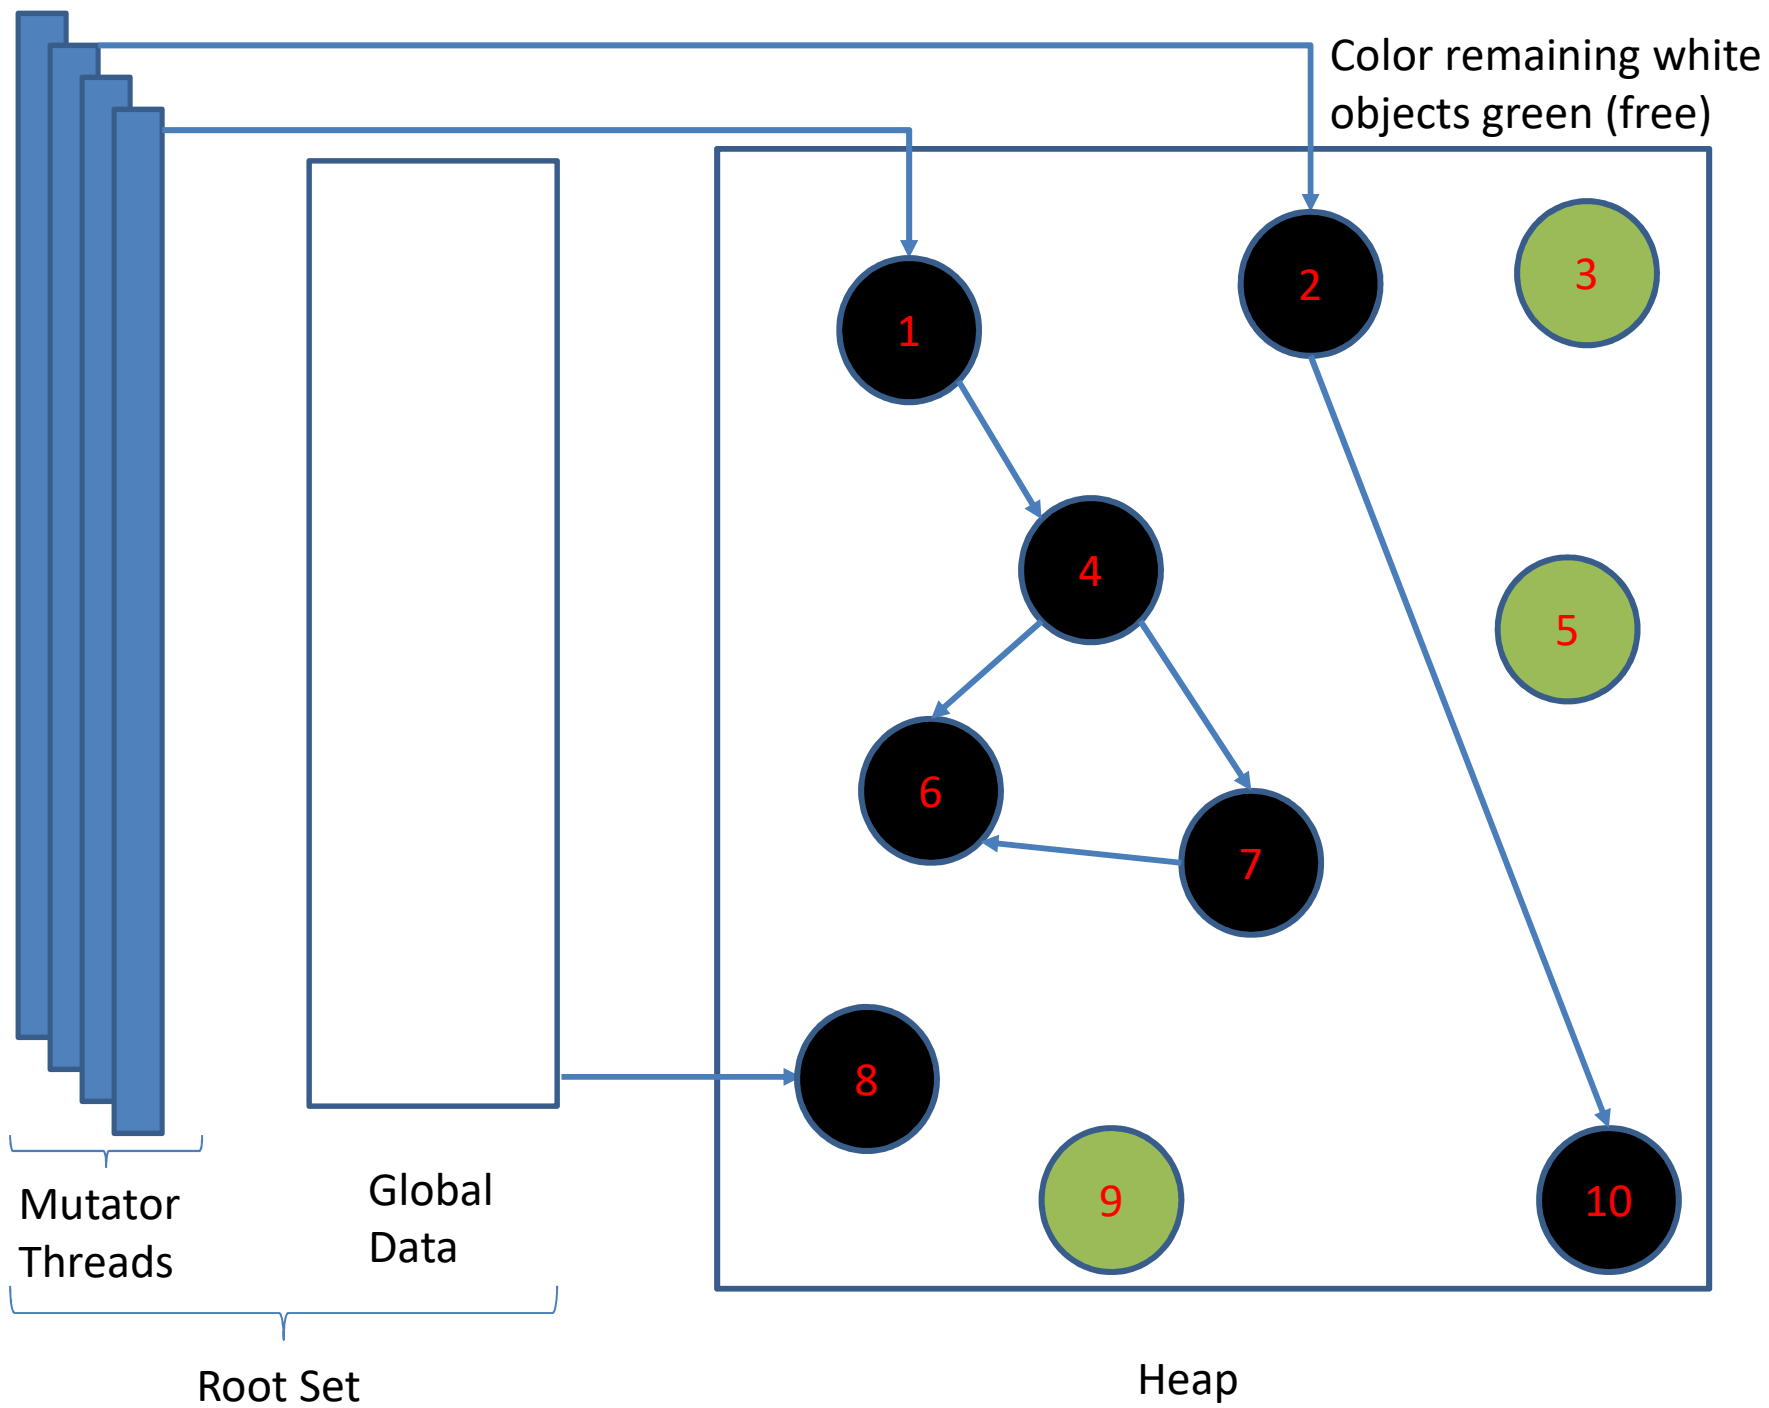 Color remaining white
objects green (free)
1
2
3
4
5
6
7
8
9
10
Mutator
Threads
Global
Data
Root Set
Heap